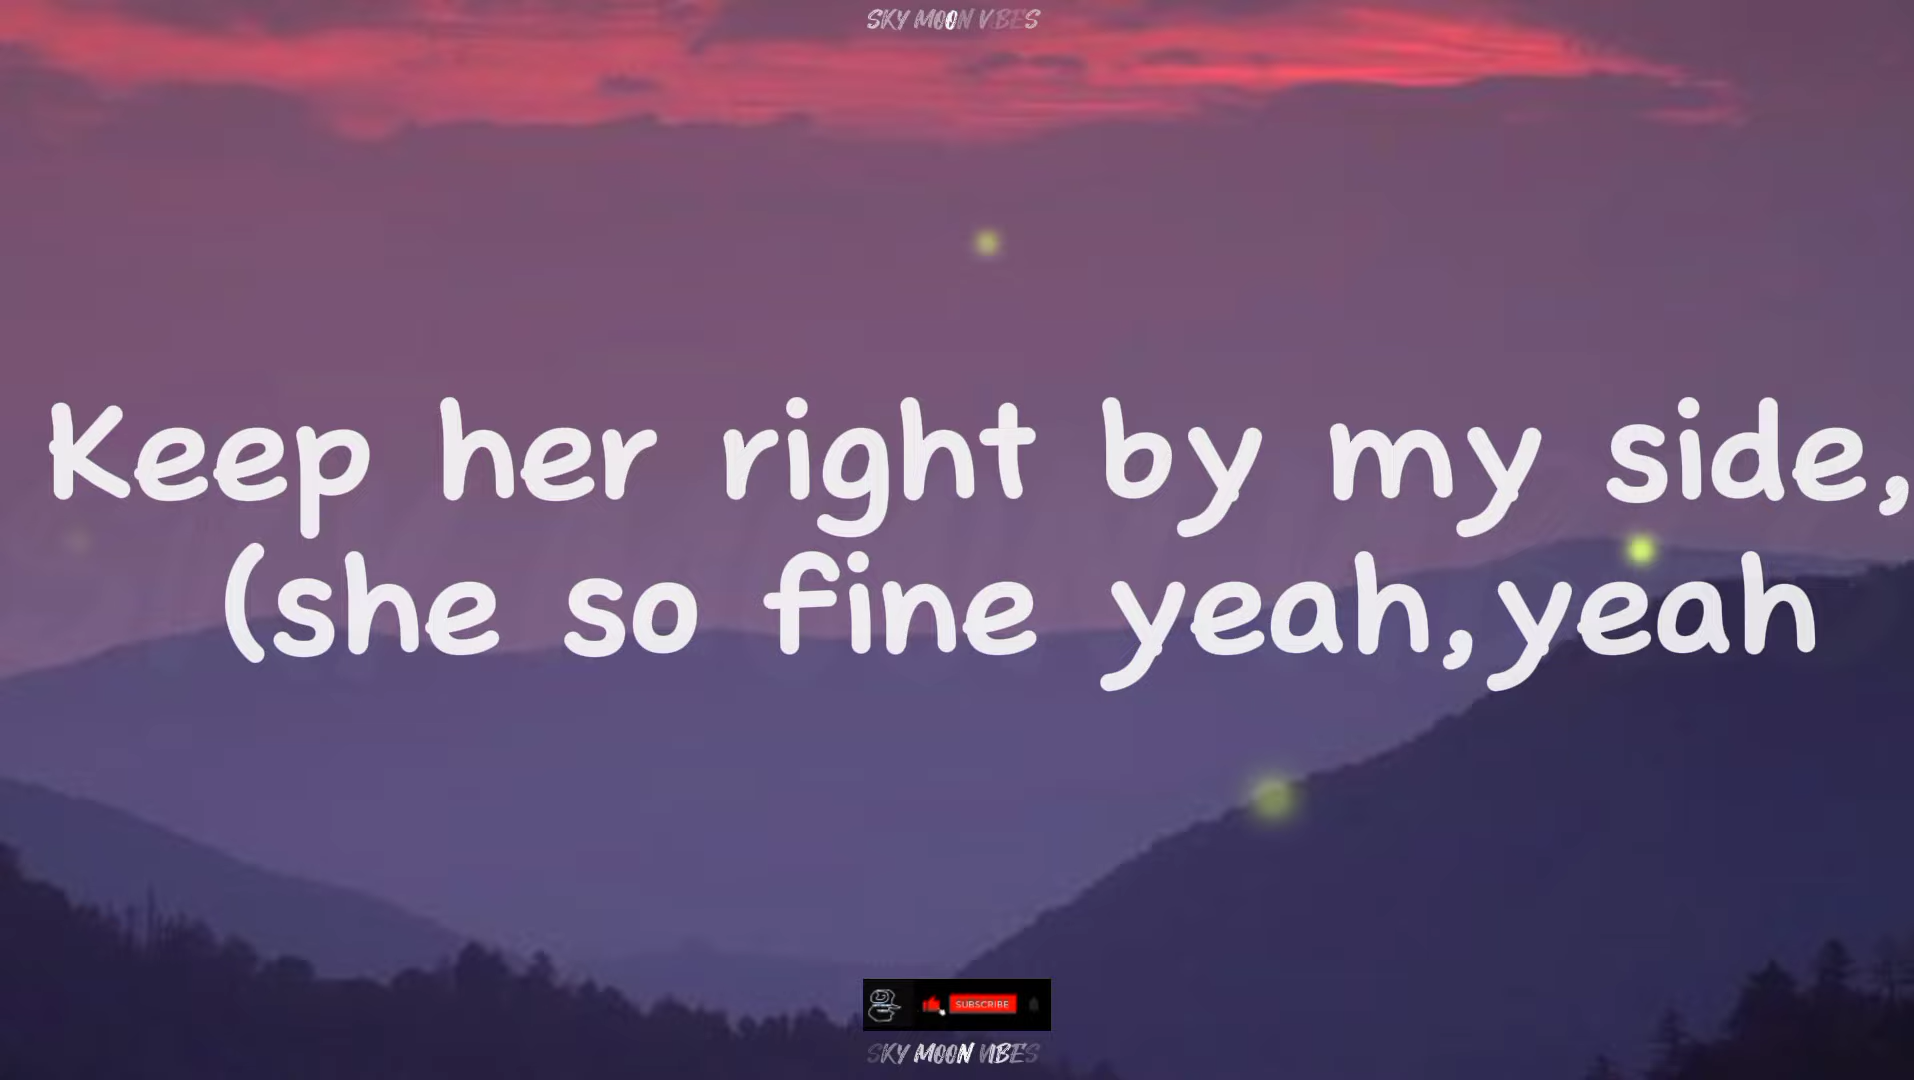 SKY MOON VIBES
Keep her right by my side,
(she so fine yeah,yeah
SUBSCRIBE
SKY MOON VIBES